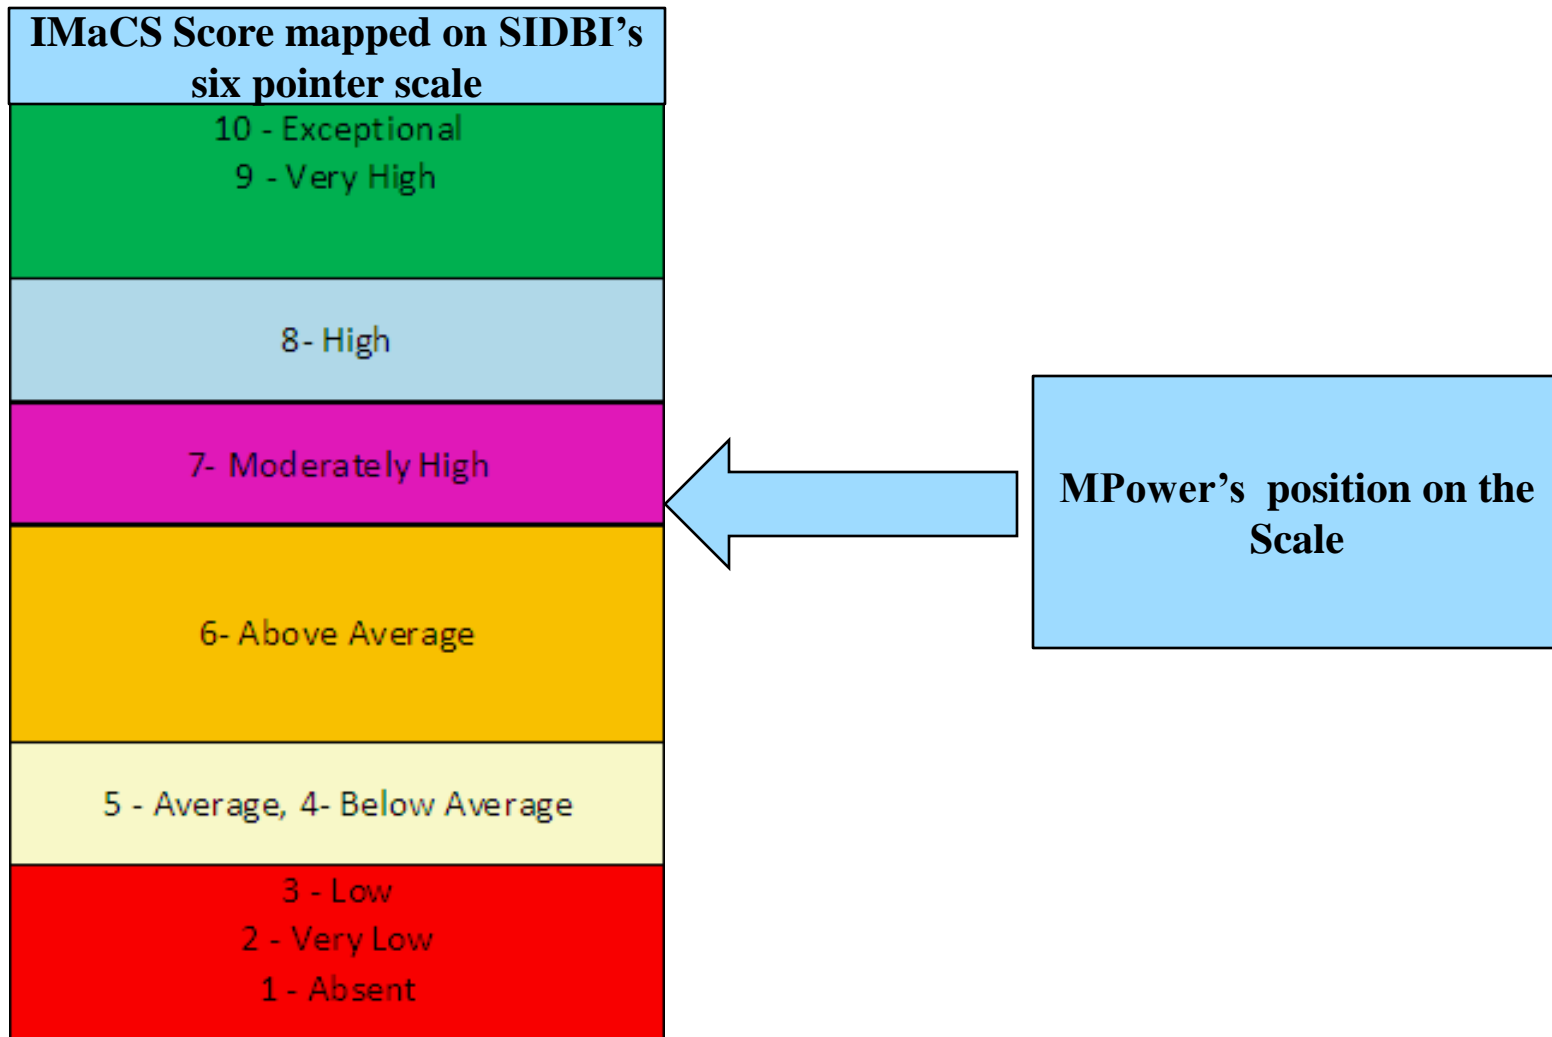 IMaCS Score mapped on SIDBI’s
six pointer scale
10 - Exceptional
9 - Very High
8- High
7- Moderately High
6- Above Average
5 - Average, 4- Below Average
3 - Low
2 - Very Low
1 - Absent
MPower’s  position on the
Scale